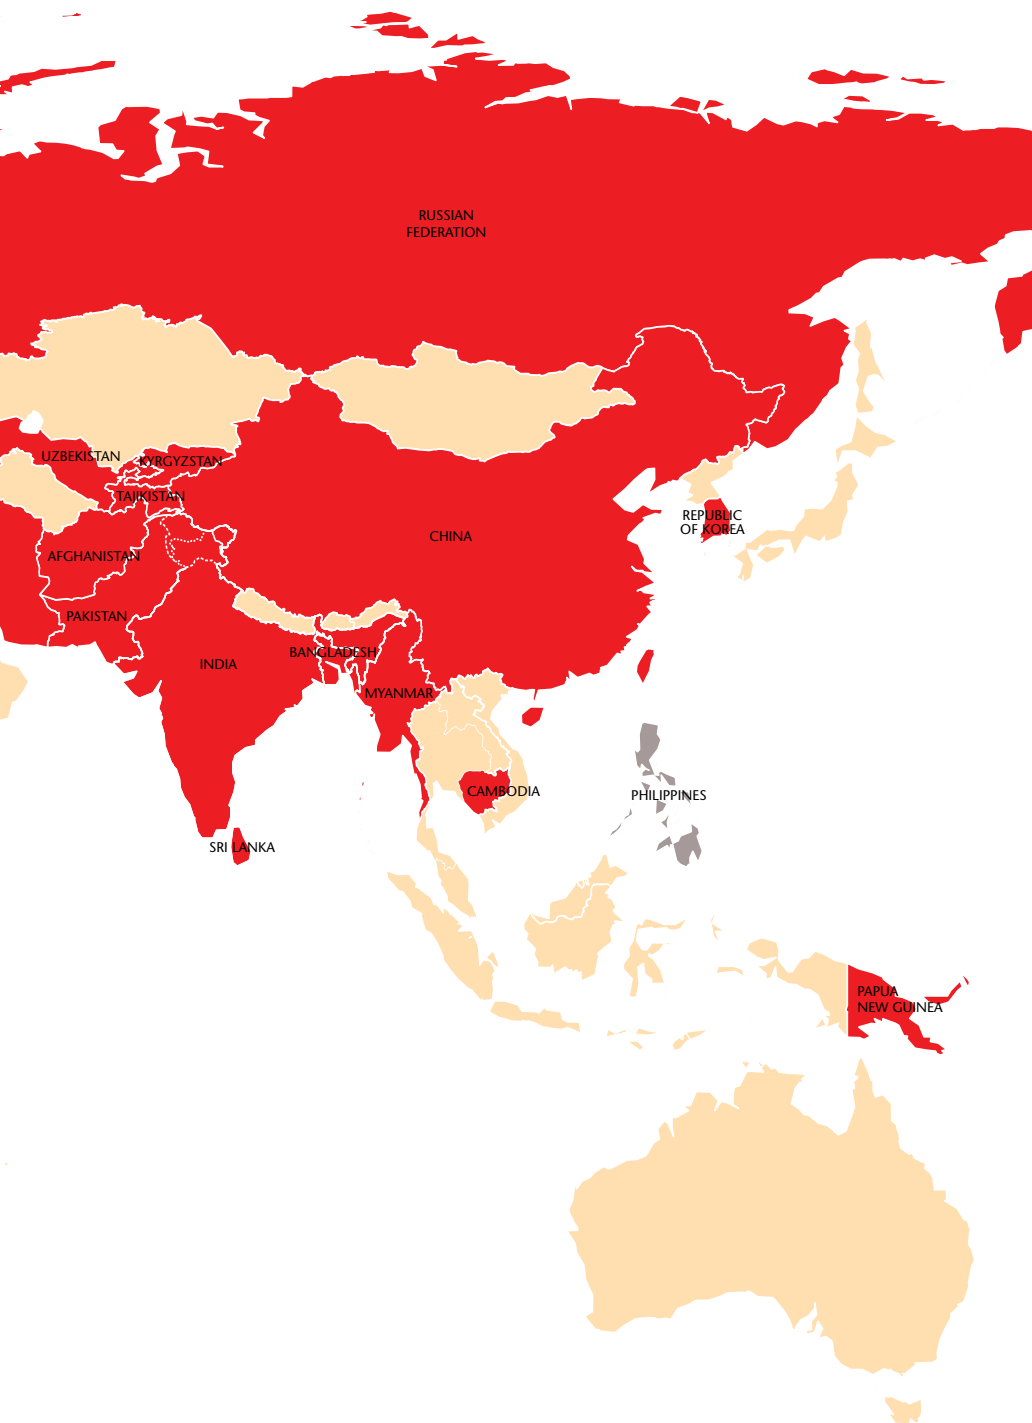 RUSSIAN
FEDERATION
UZBEKISTAN
KYRGYZSTAN
TAJIKISTAN
REPUBLIC
OF KOREA
CHINA
AFGHANISTAN
PAKISTAN
BANGLADESH
INDIA
MYANMAR
CAMBODIA
PHILIPPINES
SRI LANKA
PAPUA
NEW GUINEA